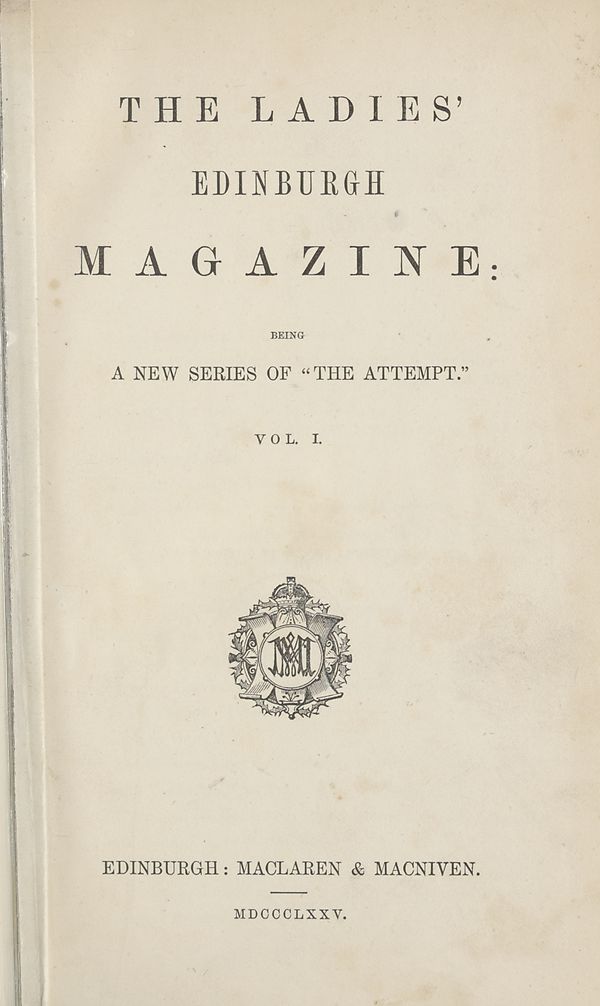 THE LADIES'
EDINBURGH
MAGAZINE:
BEING
A NEW SERIES OF "THE ATTEMPT."
VOL. I.
EDINBURGH: MACLAREN & MACNIVEN.
MDCCCLXXV.